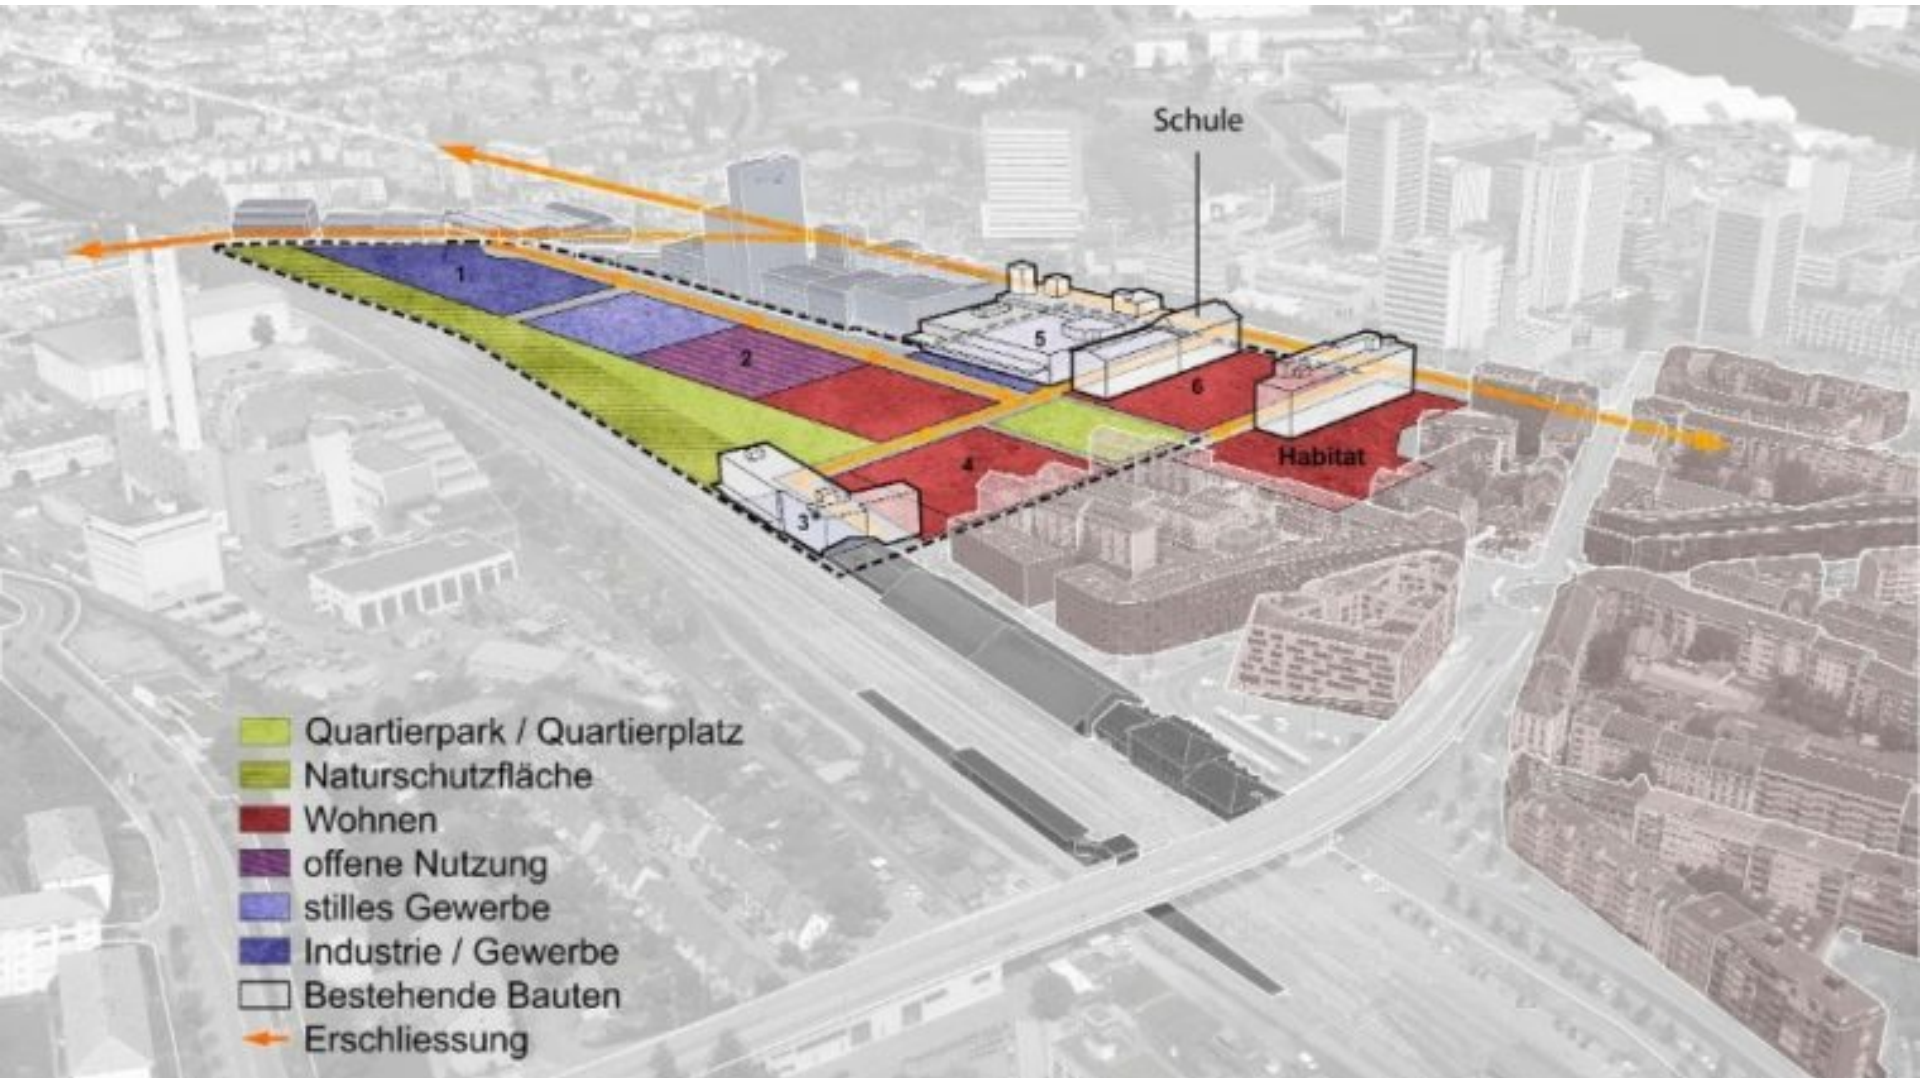 Schule
1
5
2
6
4
Habitat
3
Quartierpark / Quartierplatz
Naturschutzfläche
Wohnen
offene Nutzung
stilles Gewerbe
Industrie / Gewerbe
Bestehende Bauten
Erschliessung